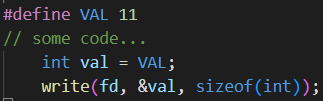 #define VAL 11
// some code...
int val = VAL;
write(fd, &val, sizeof(int));